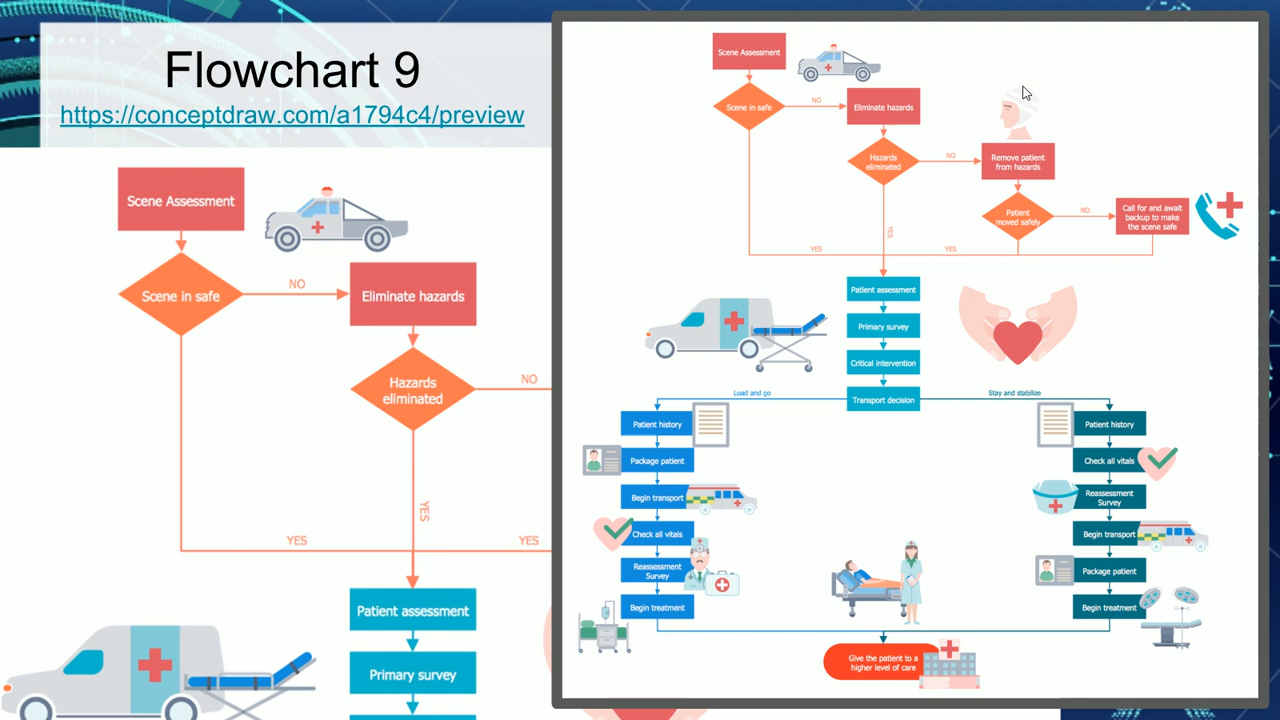 Flowchart 9
https://conceptdraw.com/a1794c4/preview
Scene Assessment
Scene in safe
NO
Eliminate hazards
Hazards
eliminated
NO
YES
YES
YES
Patient assessment
Primary survey
Scene Assessment
Scene in safe
NO
Eliminate hazards
Hazards
eliminated
NO
Remove patient
from hazards
Patient
moved safely
NO
Call for and await
backup to make
the scene safe
YES
YES
YES
Patient assessment
Primary survey
Critical intervention
Transport decision
Load and go
Stay and stabilize
Patient history
Package patient
Begin transport
Check all vitals
Reassessment
Survey
Begin treatment
Patient history
Check all vitals
Reassessment
Survey
Begin transport
Package patient
Begin treatment
Give the patient to a
higher level of care